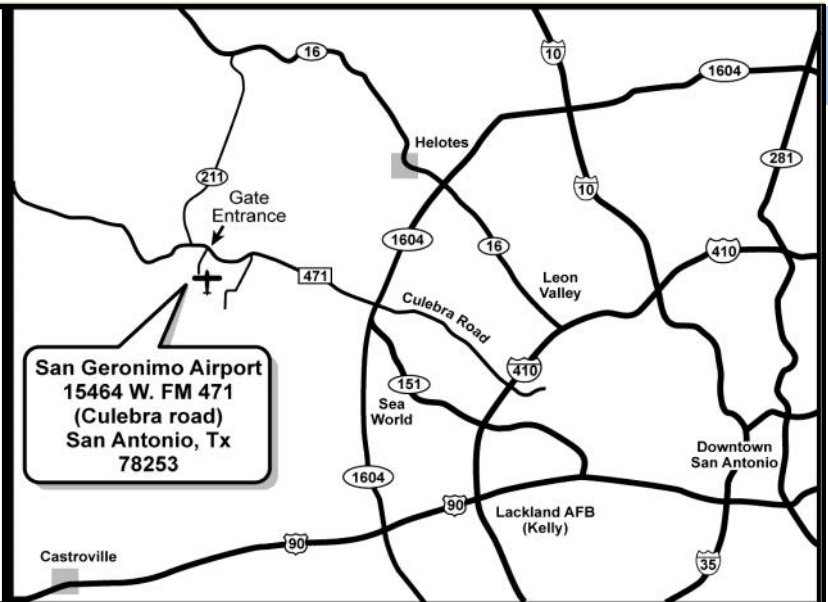 16
10
1604
Helotes
281
211
10
Gate
Entrance
1604
16
410
471
Leon
Valley
Culebra Road
San Geronimo Airport
15464 W. FM 471
(Culebra road)
San Antonio, Tx
78253
410
151
Sea
World
Downtown
San Antonio
1604
90
Lackland AFB
(Kelly)
90
Castroville
35